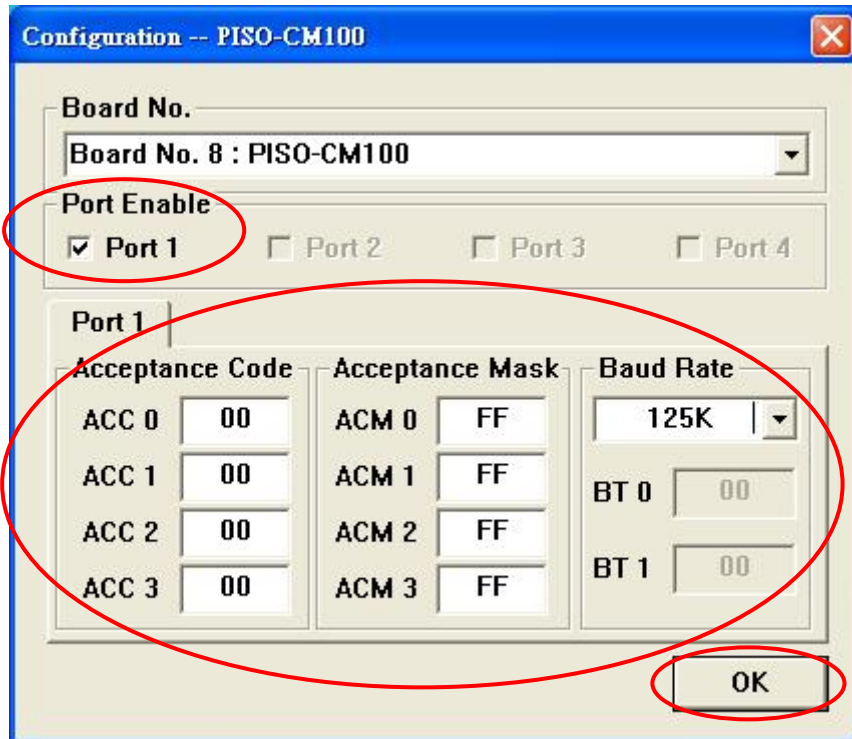 Configuration -- PISO-CM100
Board No.
Board No. 8 : PISO-CM100
Port Enable
Port 1 Port 2 Port 3 Port 4
Port 1
Acceptance Code Acceptance Mask Baud Rate
ACC 0 00 ACM 0 FF 125K
ACC 1 00 ACM 1 FF BT 0 00
ACC 2 00 ACM 2 FF
ACC 3 00 ACM 3 FF BT 1 00
OK